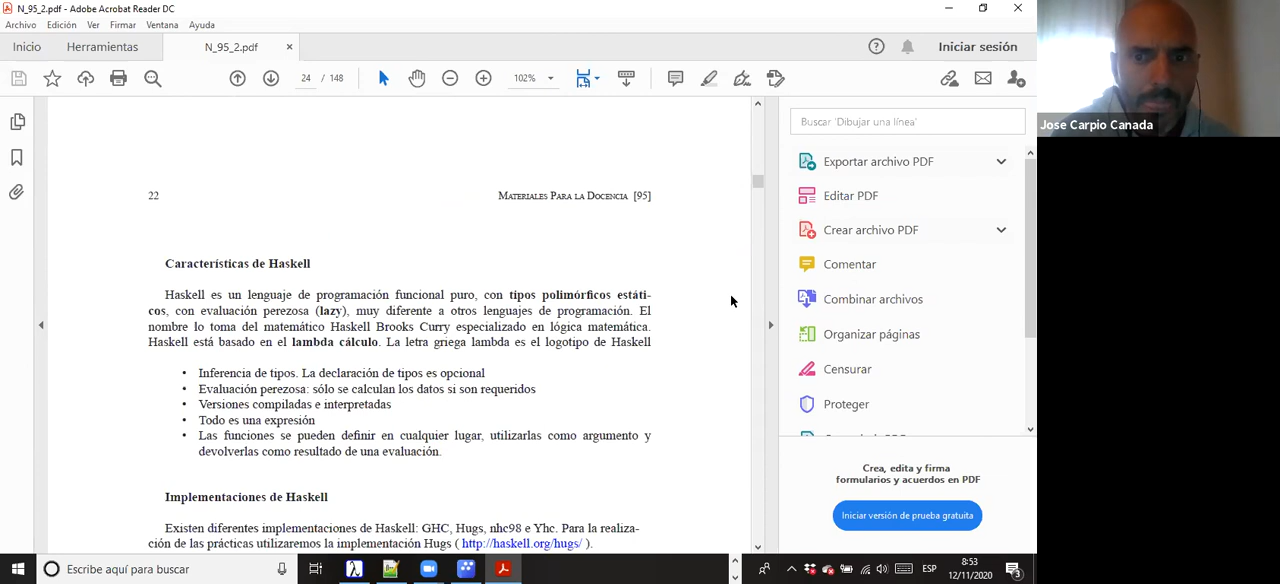 N_95_2.pdf - Adobe Acrobat Reader DC
Archivo Edición Ver Firmar Ventana Ayuda
Inicio Herramientas N_95_2.pdf × Iniciar sesión
24 / 148 102%
Jose Carpio Canada
22 MATERIALES PARA LA DOCENCIA [95]
Características de Haskell
Haskell es un lenguaje de programación funcional puro, con tipos polimórficos estáti-
cos, con evaluación perezosa (lazy), muy diferente a otros lenguajes de programación. El
nombre lo toma del matemático Haskell Brooks Curry especializado en lógica matemática.
Haskell está basado en el lambda cálculo. La letra griega lambda es el logotipo de Haskell
• Inferencia de tipos. La declaración de tipos es opcional
• Evaluación perezosa: sólo se calculan los datos si son requeridos
• Versiones compiladas e interpretadas
• Todo es una expresión
• Las funciones se pueden definir en cualquier lugar, utilizarlas como argumento y
devolverlas como resultado de una evaluación.
Implementaciones de Haskell
Existen diferentes implementaciones de Haskell: GHC, Hugs, nhc98 e Yhc. Para la realiza-
ción de las prácticas utilizaremos la implementación Hugs ( http://haskell.org/hugs/ ).
Buscar 'Dibujar una línea'
Exportar archivo PDF
Editar PDF
Crear archivo PDF
Comentar
Combinar archivos
Organizar páginas
Censurar
Proteger
Crea, edita y firma
formularios y acuerdos en PDF
Iniciar versión de prueba gratuita
Escribe aquí para buscar
ESP
8:53
12/11/2020
3